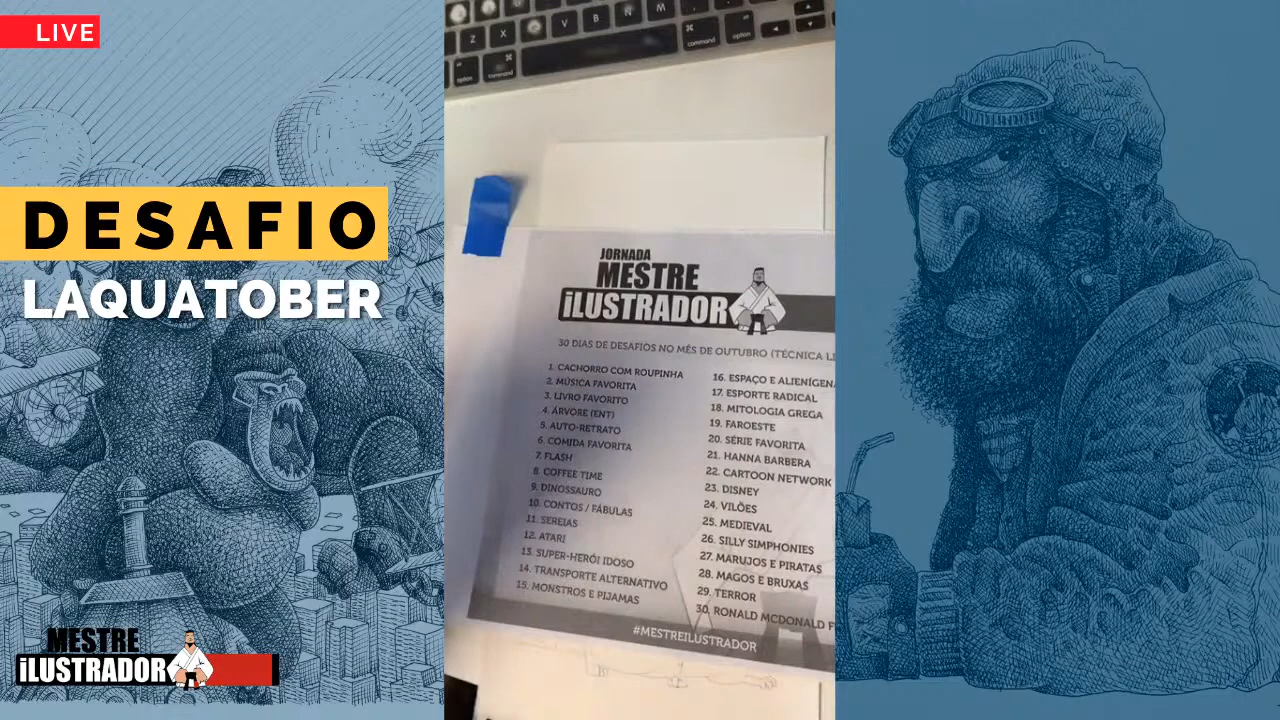 LIVE
DESAFIO
LAQUATOBER
MESTRE
iLUSTRADOR
Z X V B N M
option command command option
JORNADA
MESTRE
iLUSTRADOR
30 DIAS DE DESAFIOS NO MÊS DE OUTUBRO (TÉCNICA
1. CACHORRO COM ROUPINHA
2. MÚSICA FAVORITA
3. LIVRO FAVORITO
4. ÁRVORE (ENT)
5. AUTO-RETRATO
6. COMIDA FAVORITA
7. FLASH
8. COFFEE TIME
9. DINOSSAURO
10. CONTOS / FÁBULAS
11. SEREIAS
12. ATARI
13. SUPER-HERÓI IDOSO
14. TRANSPORTE ALTERNATIVO
15. MONSTROS E PIJAMAS
16. ESPAÇO E ALIENÍGENA
17. ESPORTE RADICAL
18. MITOLOGIA GREGA
19. FAROESTE
20. SÉRIE FAVORITA
21. HANNA BARBERA
22. CARTOON NETWORK
23. DISNEY
24. VILÕES
25. MEDIEVAL
26. SILLY SIMPHONIES
27. MARUJOS E PIRATAS
28. MAGOS E BRUXAS
29. TERROR
30. RONALD MCDONALD
#MESTREILUSTRADOR